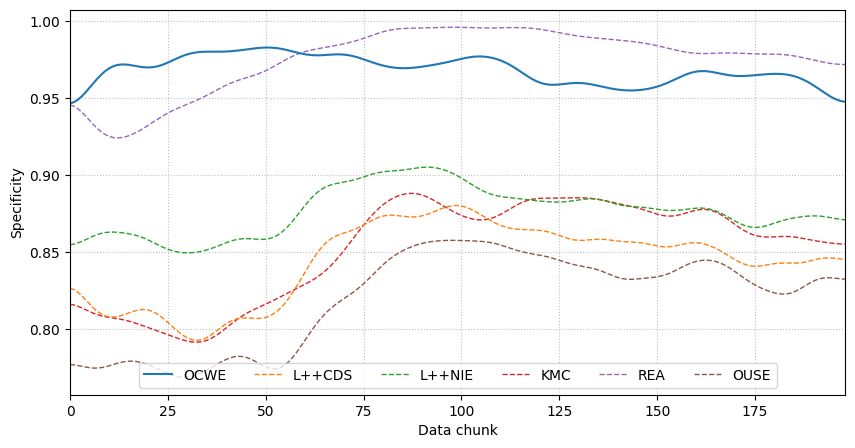 1.00
0.95
0.90
0.85
0.80
Specificity
OCWE L++CDS L++NIE KMC REA OUSE
0 25 50 75 100 125 150 175
Data chunk